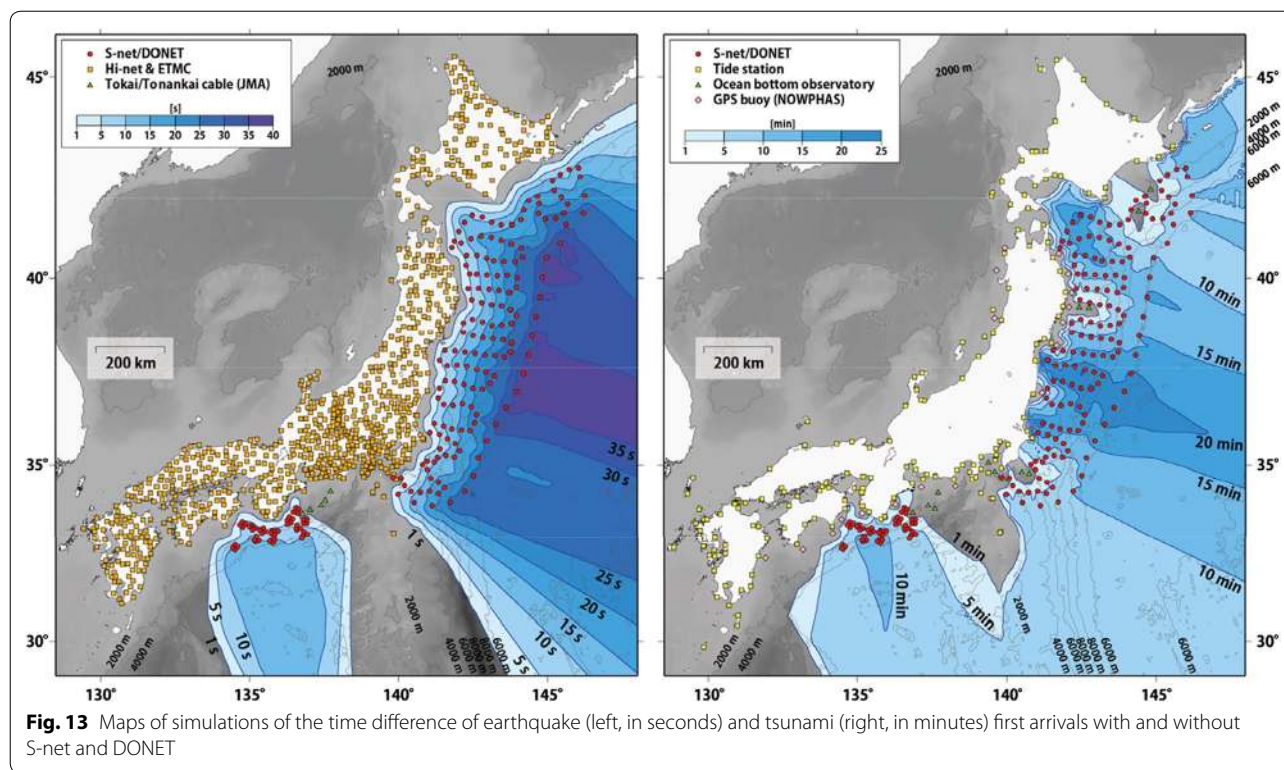 S-net/DONET
Hi-net & ETMC
Tokai/Tonankai cable (JMA)
[s]
1 5 10 15 20 25 30 35 40
2000 m
45°
40°
35°
30°
200 km
35 s
30 s
25 s
20 s
15 s
10 s
5 s
1 s
5 s
1 s
10 s
2000 m
4000 m
2000 m
4000 m
6000 m
8000 m
6000 m
130°
135°
140°
145°
S-net/DONET
Tide station
Ocean bottom observatory
GPS buoy (NOWPHAS)
[min]
1 5 10 15 20 25
2000 m
45°
2000 m
4000 m
6000 m
6000 m
40°
10 min
15 min
200 km
20 min
35°
15 min
10 min
1 min
10 min
5 min
2000 m
30°
2000 m
4000 m
4000 m
6000 m
8000 m
8000 m
6000 m
6000 m
130°
135°
140°
145°
Fig. 13 Maps of simulations of the time difference of earthquake (left, in seconds) and tsunami (right, in minutes) first arrivals with and without
S-net and DONET